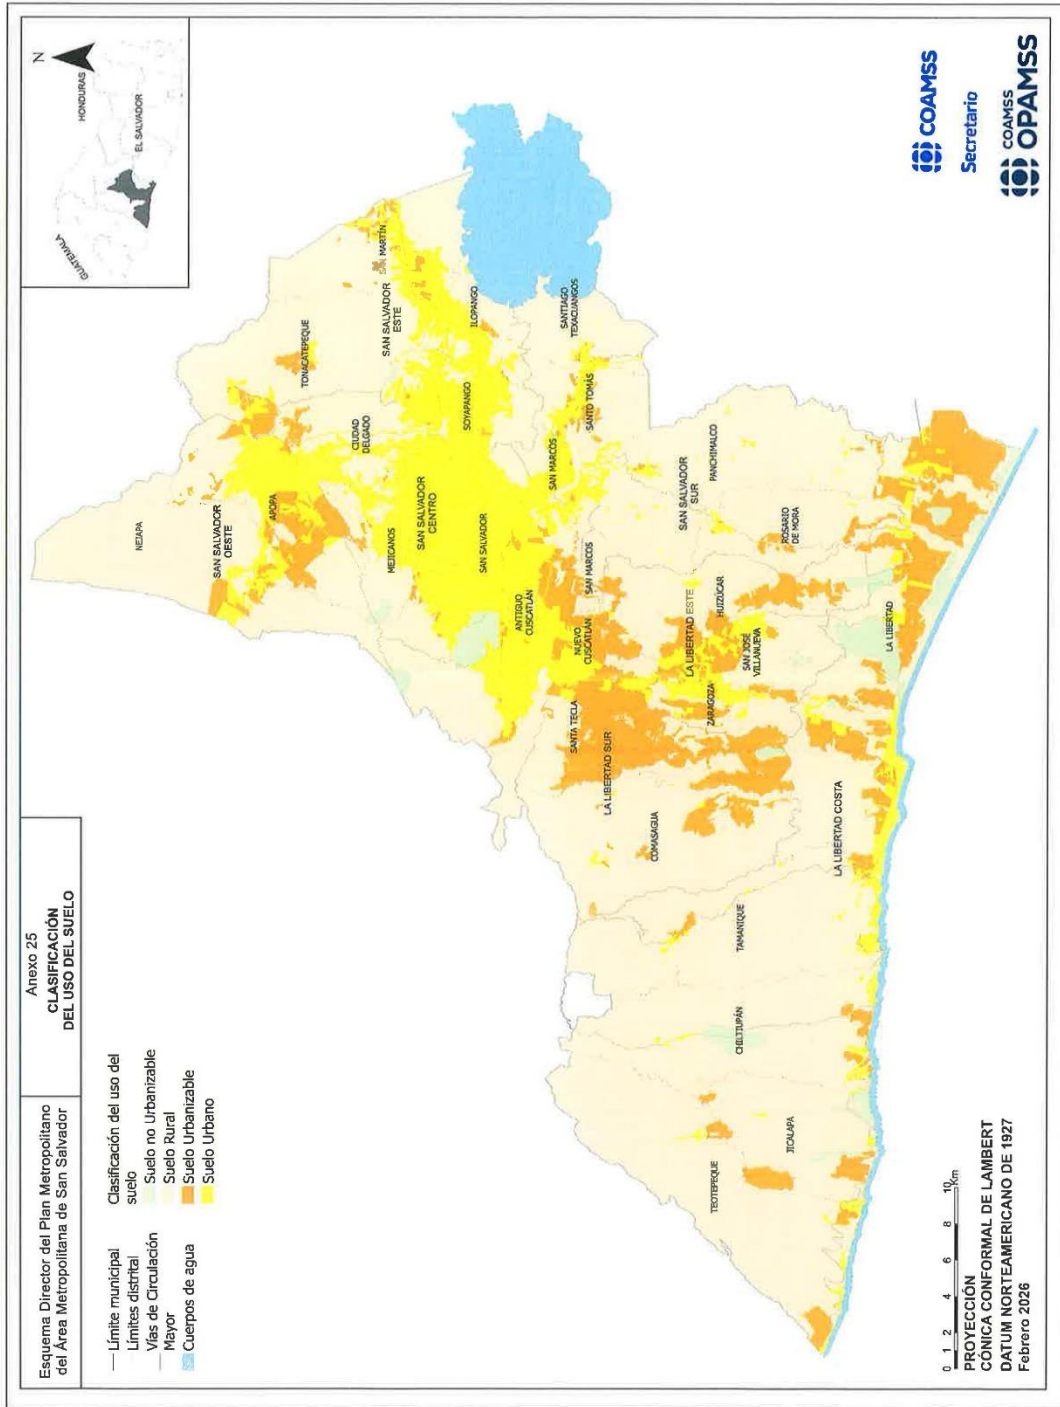 Esquema Director del Plan Metropolitano
del Área Metropolitana de San Salvador
Anexo 25
CLASIFICACIÓN
DEL USO DEL SUELO
Límite municipal
Límites distrital
Vías de Circulación
Mayor
Cuerpos de agua
Clasificación del uso del
suelo
Suelo no Urbanizable
Suelo Rural
Suelo Urbanizable
Suelo Urbano
N
GUATEMALA
HONDURAS
EL SALVADOR
NEJAPA
SAN SALVADOR
OESTE
APOPA
TONACATEPEQUE
CIUDAD
DELGADO
SAN SALVADOR
ESTE
SAN MARTÍN
MEJICANOS
SAN SALVADOR
CENTRO
SOYAPANGO
ILOPANGO
SAN SALVADOR
ANTIGUO
CUSCATLÁN
SAN MARCOS
SANTO TOMÁS
SANTIAGO
TEXACUANGOS
SANTA TECLA
NUEVO
CUSCATLÁN
SAN MARCOS
LA LIBERTAD SUR
LA LIBERTAD ESTE
SAN SALVADOR
SUR
PANCHIMALCO
COMASAGUA
ZARAGOZA
HUIZÚCAR
SAN JOSÉ
VILLANUEVA
ROSARIO
DE MORA
TAMANIQUE
CHILTIUPÁN
TEOTEPEQUE
JICALAPA
LA LIBERTAD COSTA
LA LIBERTAD
0 1 2 4 6 8 10
Km
PROYECCIÓN
CÓNICA CONFORMAL DE LAMBERT
DATUM NORTEAMERICANO DE 1927
Febrero 2026
COAMSS
Secretario
COAMSS
OPAMSS